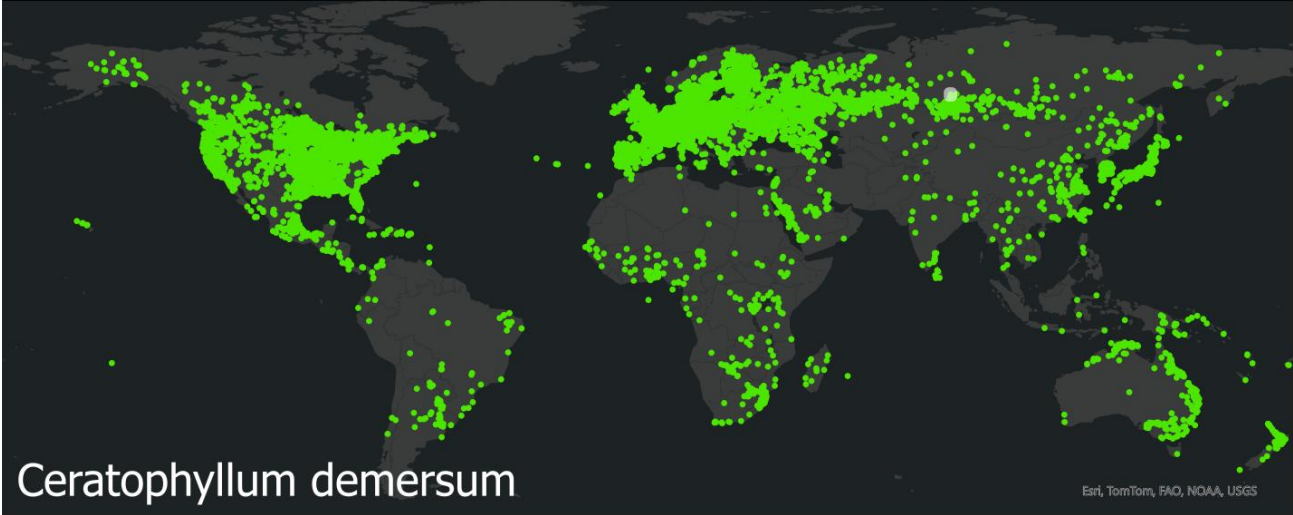 Ceratophyllum demersum
Esri, TomTom, FAO, NOAA, USGS